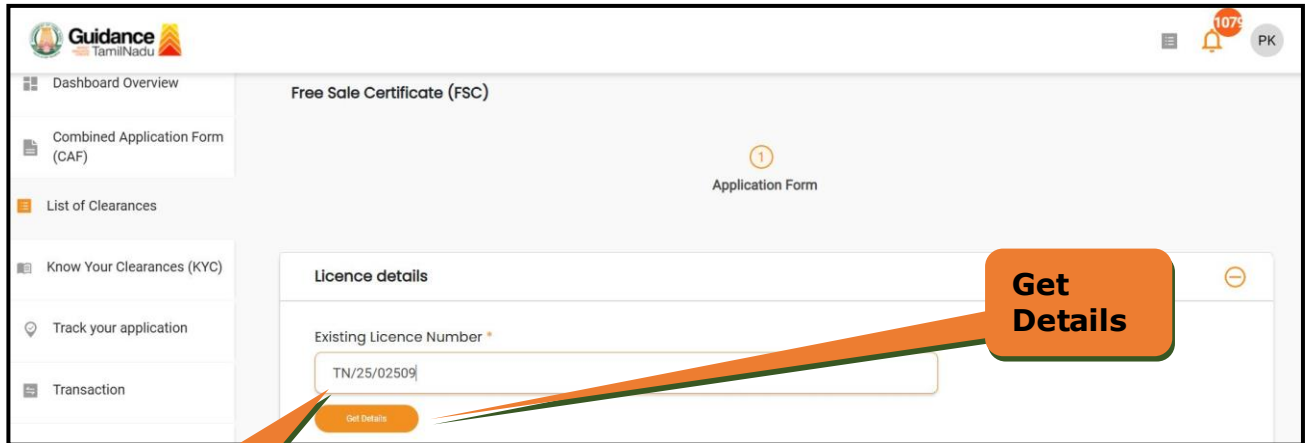 Guidance
TamilNadu
1079
PK
Dashboard Overview
Combined Application Form
(CAF)
List of Clearances
Know Your Clearances (KYC)
Track your application
Transaction
Free Sale Certificate (FSC)
1
Application Form
Licence details
Existing Licence Number *
TN/25/02509
Get Details
Get
Details